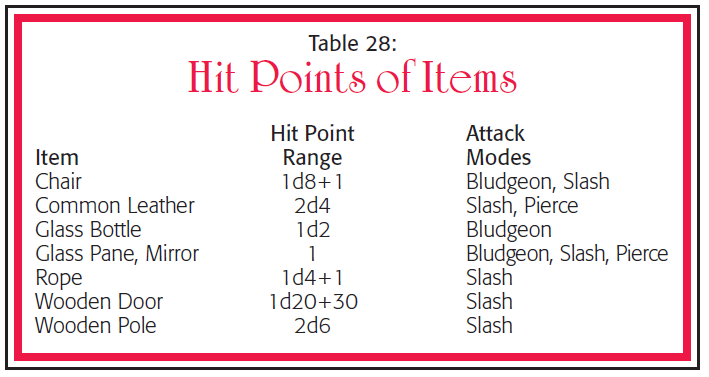 Table 28:
Hit Points of Items
Hit Point Attack
Item Range Modes
Chair 1d8+1 Bludgeon, Slash
Common Leather 2d4 Slash, Pierce
Glass Bottle 1d2 Bludgeon
Glass Pane, Mirror 1 Bludgeon, Slash, Pierce
Rope 1d4+1 Slash
Wooden Door 1d20+30 Slash
Wooden Pole 2d6 Slash